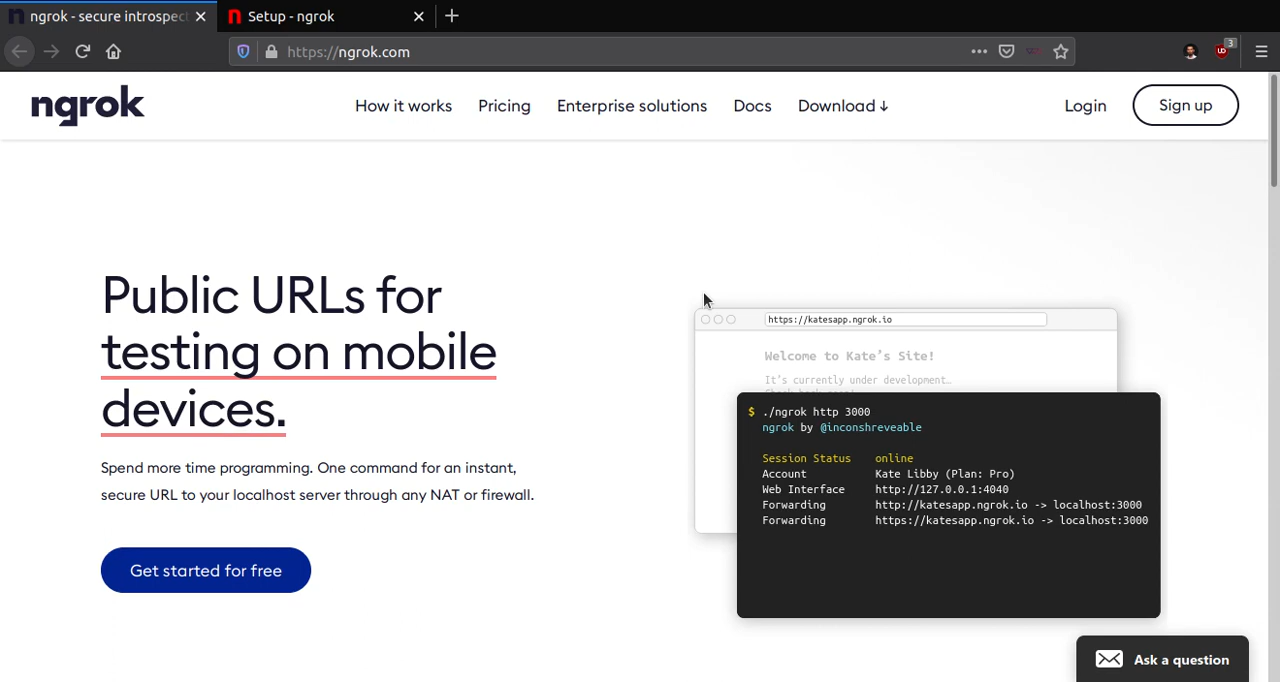 ngrok - secure introspect
Setup - ngrok
https://ngrok.com
3
ngrok
How it works
Pricing
Enterprise solutions
Docs
Download ↓
Login
Sign up
Public URLs for
testing on mobile
devices.
Spend more time programming. One command for an instant,
secure URL to your localhost server through any NAT or firewall.
Get started for free
https://katesapp.ngrok.io
Welcome to Kate's Site!
It's currently under development…
$ ./ngrok http 3000
ngrok by @inconshreveable
Session Status online
Account Kate Libby (Plan: Pro)
Web Interface http://127.0.0.1:4040
Forwarding http://katesapp.ngrok.io -> localhost:3000
Forwarding https://katesapp.ngrok.io -> localhost:3000
Ask a question